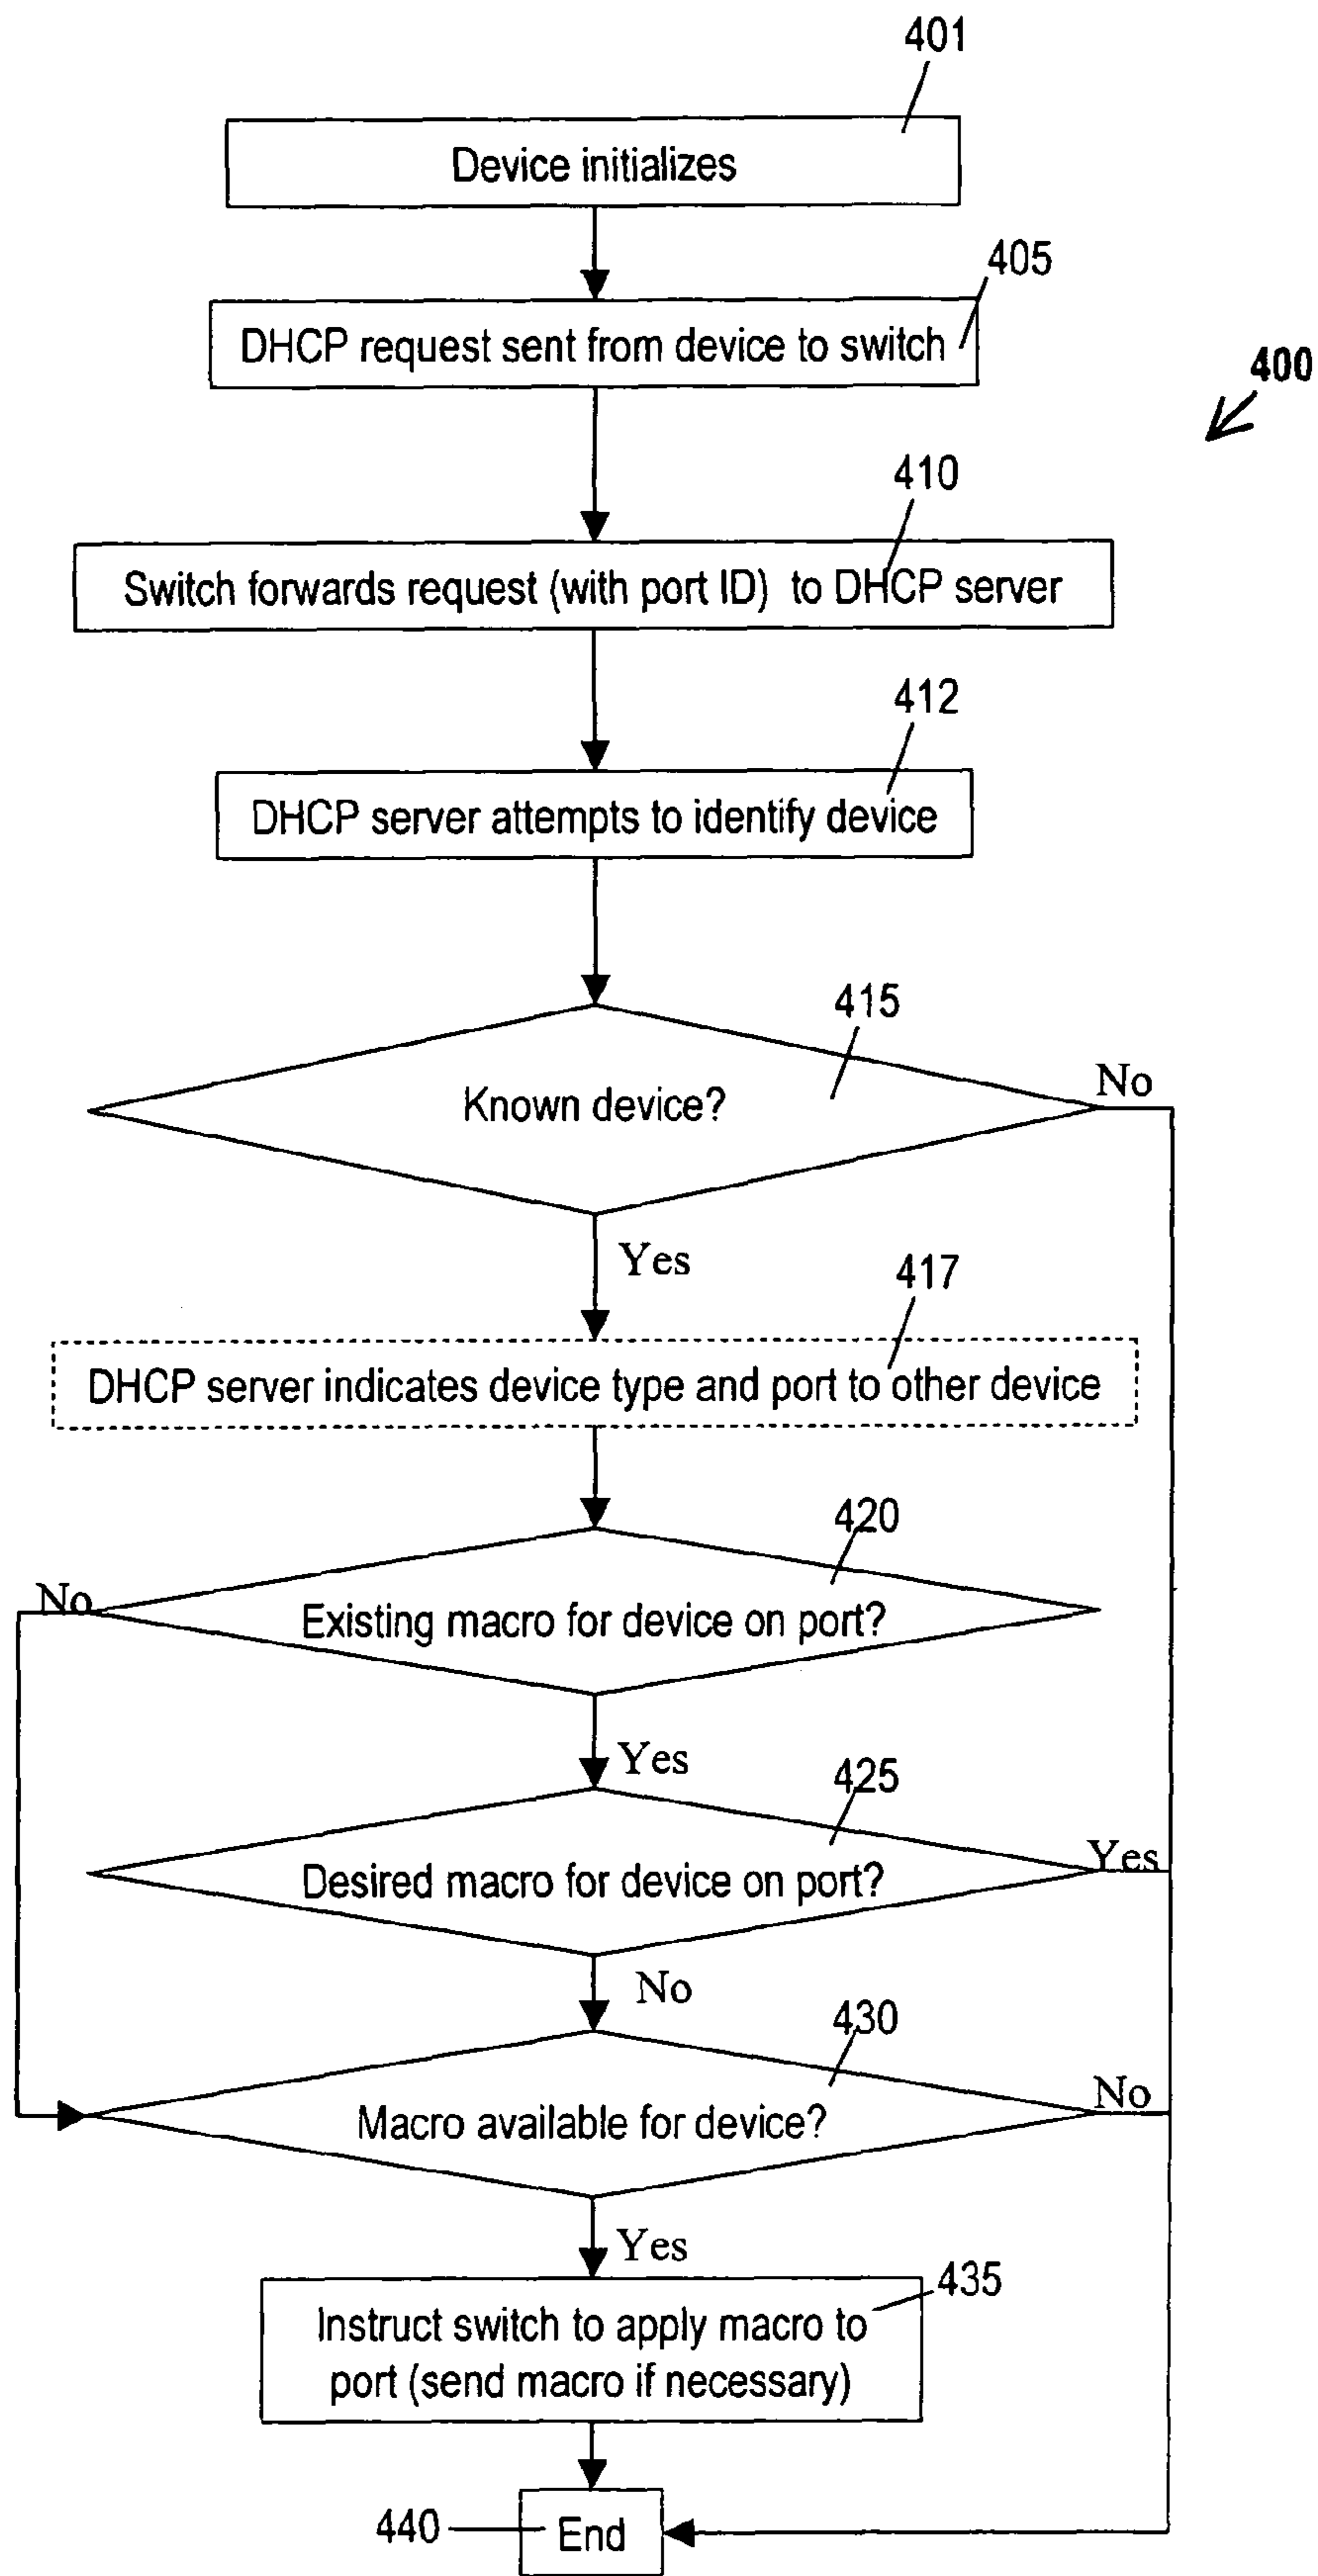 401
Device initializes
405
DHCP request sent from device to switch
400
410
Switch forwards request (with port ID) to DHCP server
412
DHCP server attempts to identify device
415
No
Known device?
Yes
417
DHCP server indicates device type and port to other device
420
No
Existing macro for device on port?
Yes
425
Yes
Desired macro for device on port?
No
430
No
Macro available for device?
Yes
435
Instruct switch to apply macro to
port (send macro if necessary)
440
End